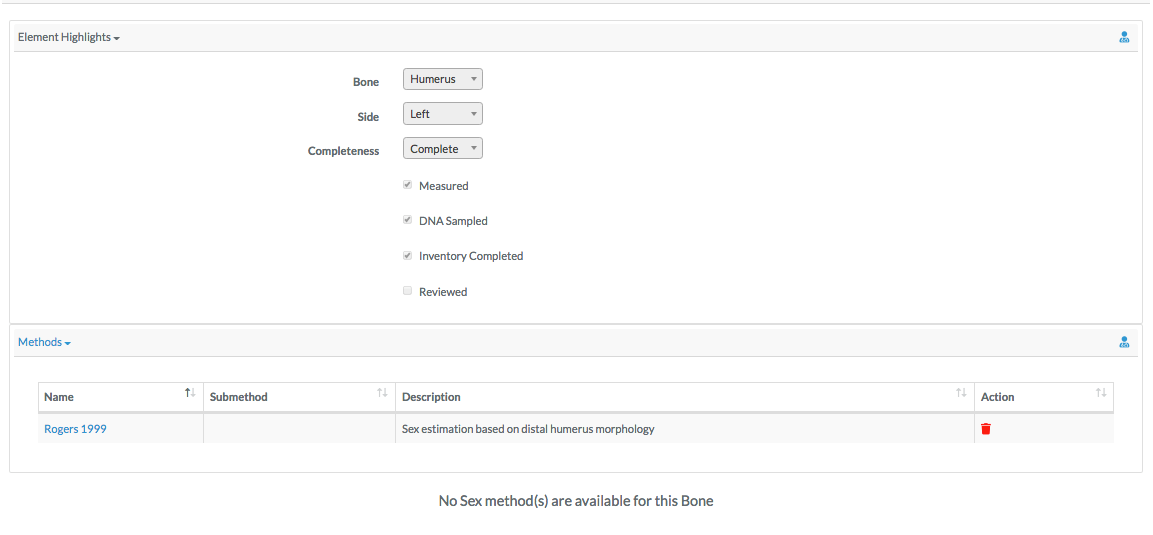 Element Highlights
Bone Humerus
Side Left
Completeness Complete
Measured
DNA Sampled
Inventory Completed
Reviewed
Methods
Name Submethod Description Action
Rogers 1999 Sex estimation based on distal humerus morphology
No Sex method(s) are available for this Bone